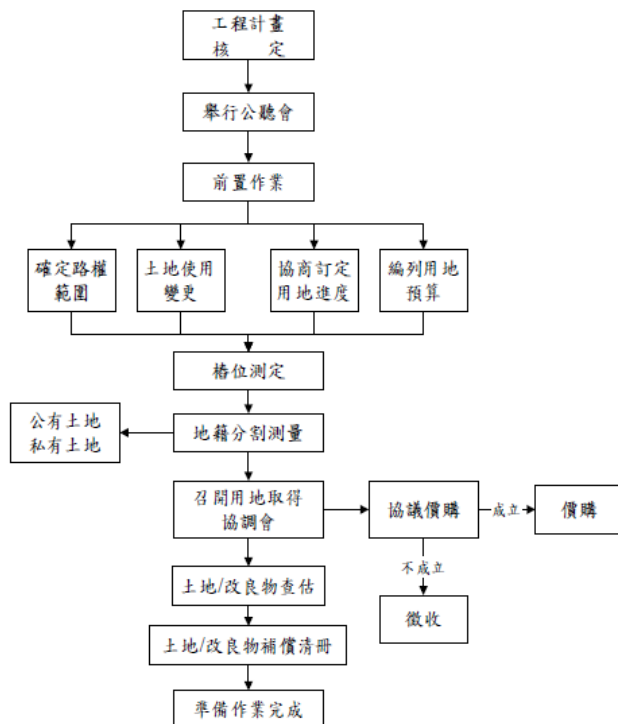 工程計畫
核 定
舉行公聽會
前置作業
確定路權
範圍
土地使用
變更
協商訂定
用地進度
編列用地
預算
樁位測定
公有土地
私有土地
地籍分割測量
召開用地取得
協調會
協議價購
成立
價購
不成立
徵收
土地/改良物查估
土地/改良物補償清冊
準備作業完成